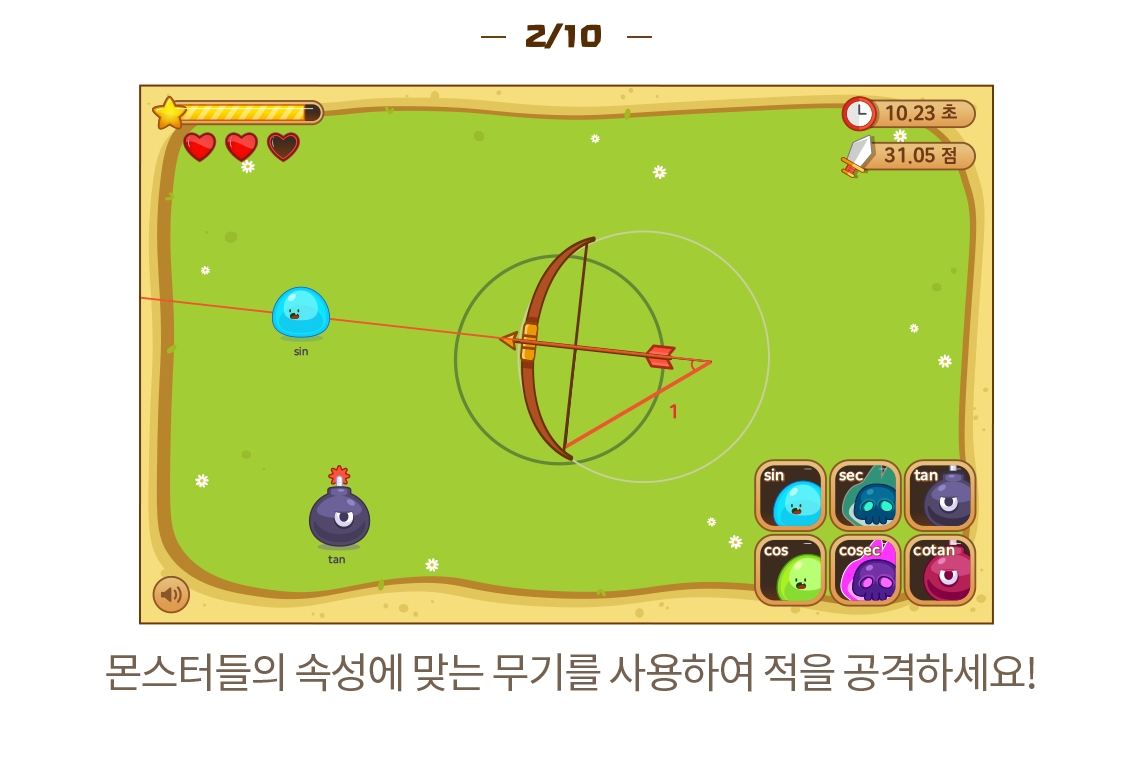 2/10
10.23 초
31.05 점
sin
1
sin sec tan
cos cosec cotan
tan
몬스터들의 속성에 맞는 무기를 사용하여 적을 공격하세요!